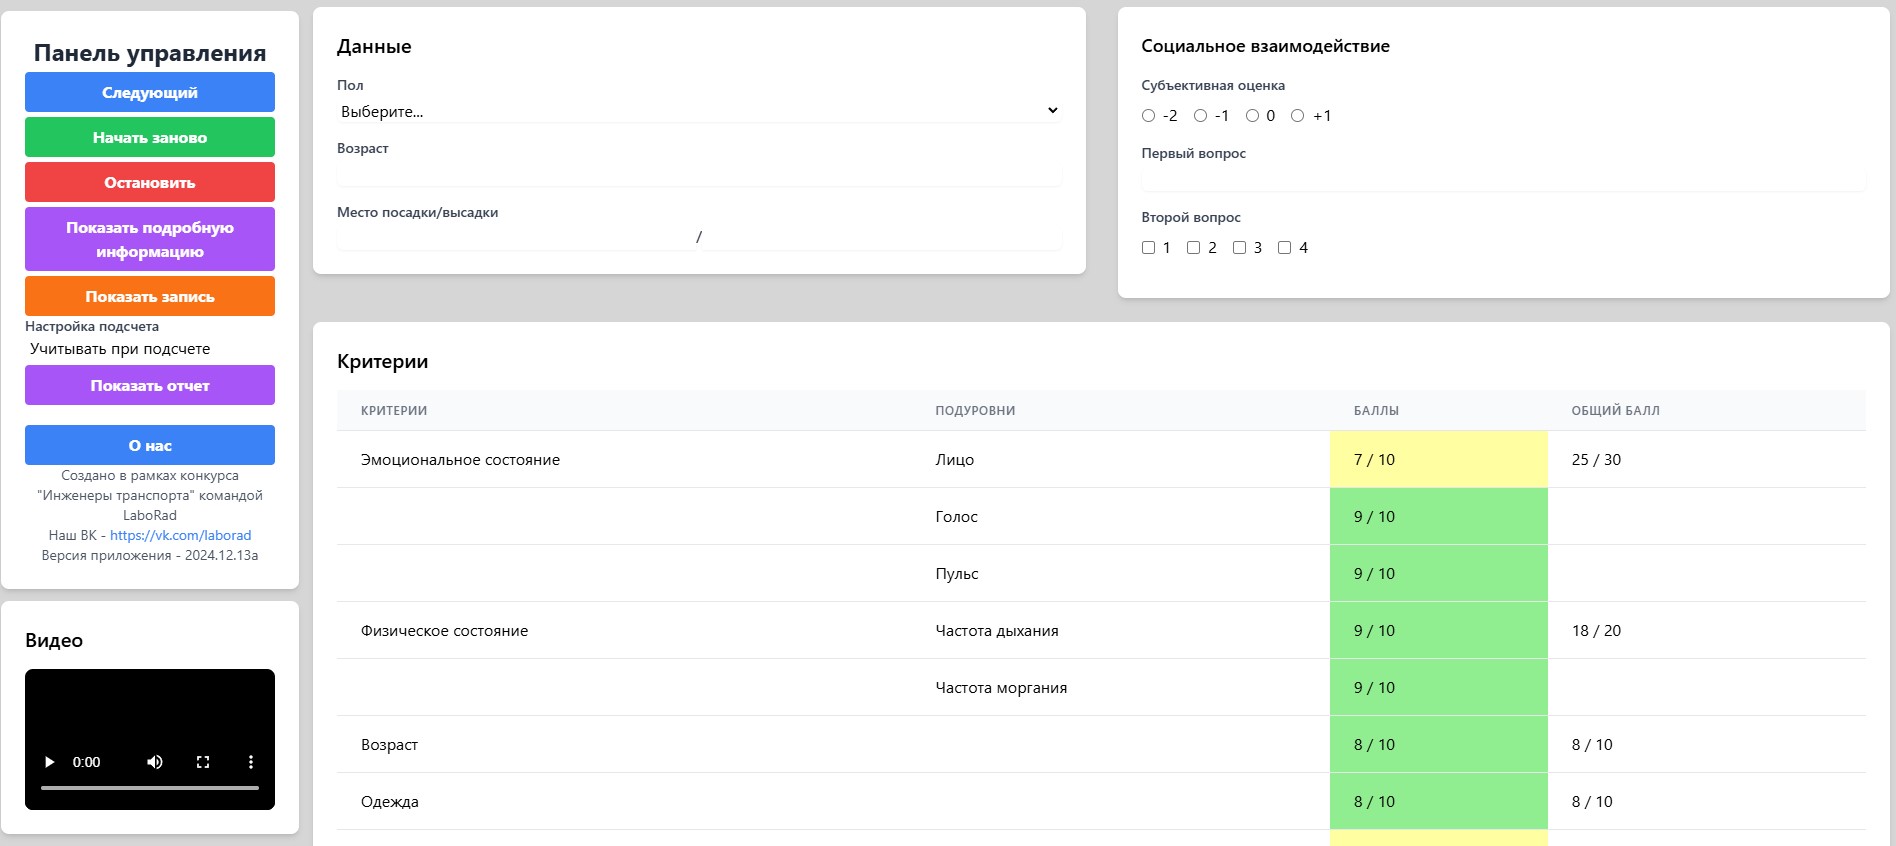 Панель управления
Следующий
Начать заново
Остановить
Показать подробную
информацию
Показать запись
Настройка подсчета
Учитывать при подсчете
Показать отчет
О нас
Создано в рамках конкурса
"Инженеры транспорта" командой
LaboRad
Наш ВК - https://vk.com/laborad
Версия приложения - 2024.12.13a
Видео
0:00
Данные
Пол
Выберите...
Возраст
Место посадки/высадки
/
Социальное взаимодействие
Субъективная оценка
-2 -1 0 +1
Первый вопрос
Второй вопрос
1 2 3 4
Критерии
КРИТЕРИИ ПОДУРОВНИ БАЛЛЫ ОБЩИЙ БАЛЛ
Эмоциональное состояние Лицо 7 / 10 25 / 30
Голос 9 / 10
Пульс 9 / 10
Физическое состояние Частота дыхания 9 / 10 18 / 20
Частота моргания 9 / 10
Возраст 8 / 10 8 / 10
Одежда 8 / 10 8 / 10